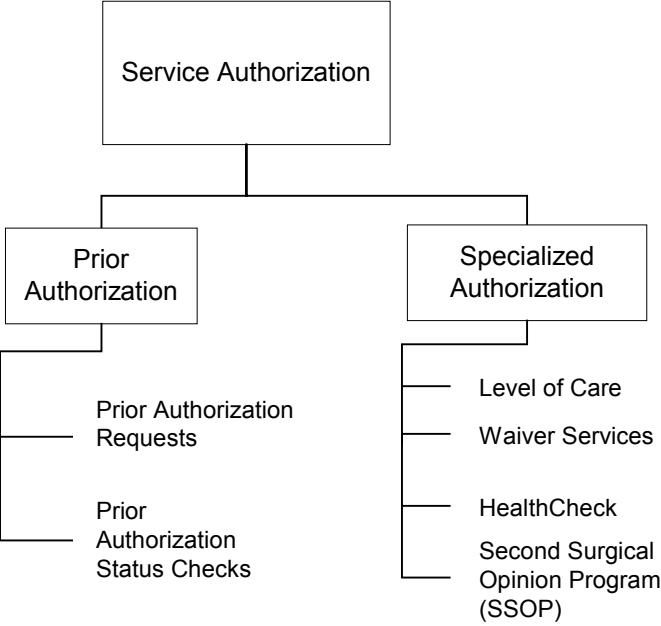 Service Authorization
Prior
Authorization
Specialized
Authorization
Prior Authorization
Requests
Prior
Authorization
Status Checks
Level of Care
Waiver Services
HealthCheck
Second Surgical
Opinion Program
(SSOP)